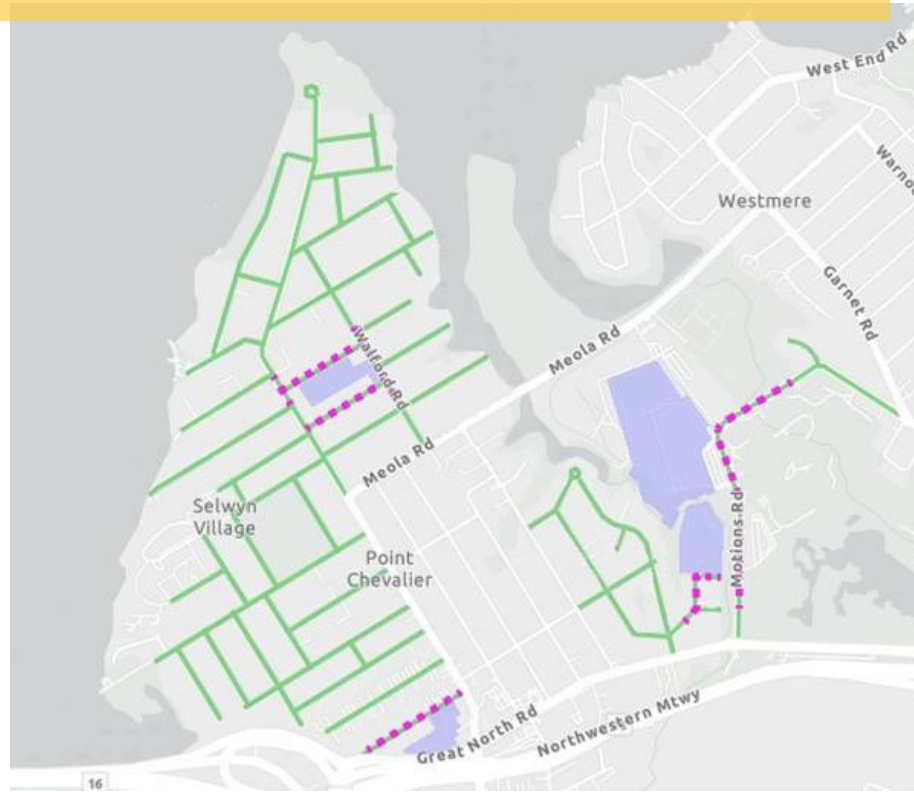 West End Rd
Warno
Westmere
Garnet Rd
Meola Rd
Walford Rd
Meola Rd
Selwyn
Village
Point
Chevalier
Motions Rd
Great North Rd
Northwestern Mtwy
16